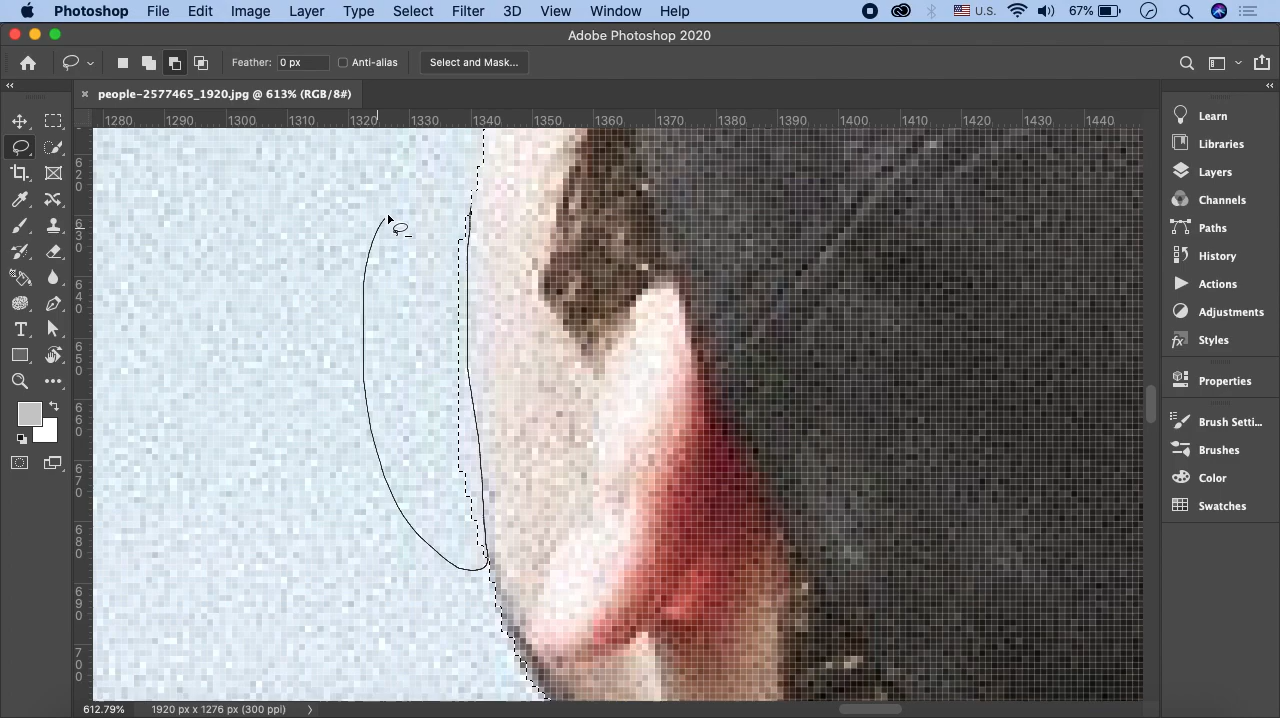 Photoshop File Edit Image Layer Type Select Filter 3D View Window Help U.S. 67%
Adobe Photoshop 2020
Feather: 0 px Anti-alias Select and Mask...
people-2577465_1920.jpg @ 613% (RGB/8#)
1280 1290 1300 1310 1320 1330 1340 1350 1360 1370 1380 1390 1400 1410 1420 1430 1440
620
630
640
650
660
670
680
690
700
Learn
Libraries
Layers
Channels
Paths
History
Actions
Adjustments
Styles
Properties
Brush Setti...
Brushes
Color
Swatches
612.79% 1920 px x 1276 px (300 ppi)